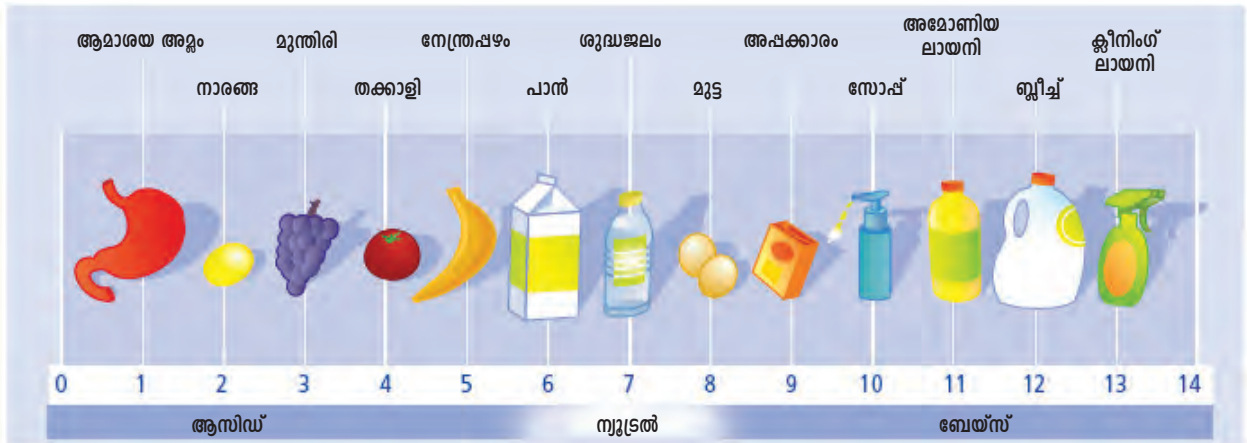 ആമാശയ അമ്ലം
മുന്തിരി
നേന്ത്രപ്പഴം
ശുദ്ധജലം
അപ്പക്കാരം
അമോണിയ
ലായനി
ക്ലീനിംഗ്
ലായനി
നാരങ്ങ
തക്കാളി
പാൻ
മുട്ട
സോപ്പ്
ബ്ലീച്ച്
0 1 2 3 4 5 6 7 8 9 10 11 12 13 14
ആസിഡ് ന്യൂട്രൽ ബേയ്സ്